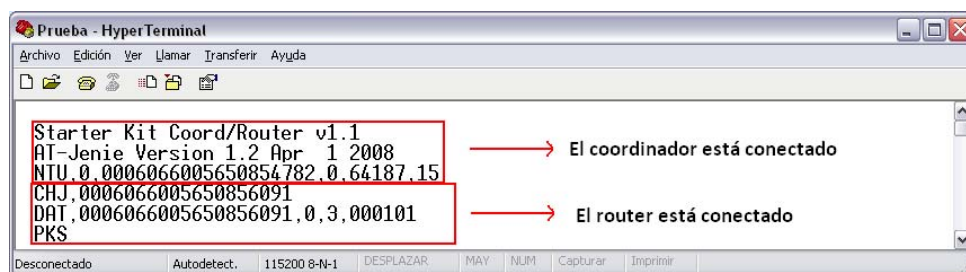 Prueba - HyperTerminal
Archivo Edición Ver Llamar Transferir Ayuda
Starter Kit Coord/Router v1.1
AT-Jenie Version 1.2 Apr 1 2008
NTU,0,0006066005650854782,0,64187,15
El coordinador está conectado
CHJ,0006066005650856091
DAT,0006066005650856091,0,3,000101
PKS
El router está conectado
Desconectado Autodetect. 115200 8-N-1 DESPLAZAR MAY NUM Capturar Imprimir